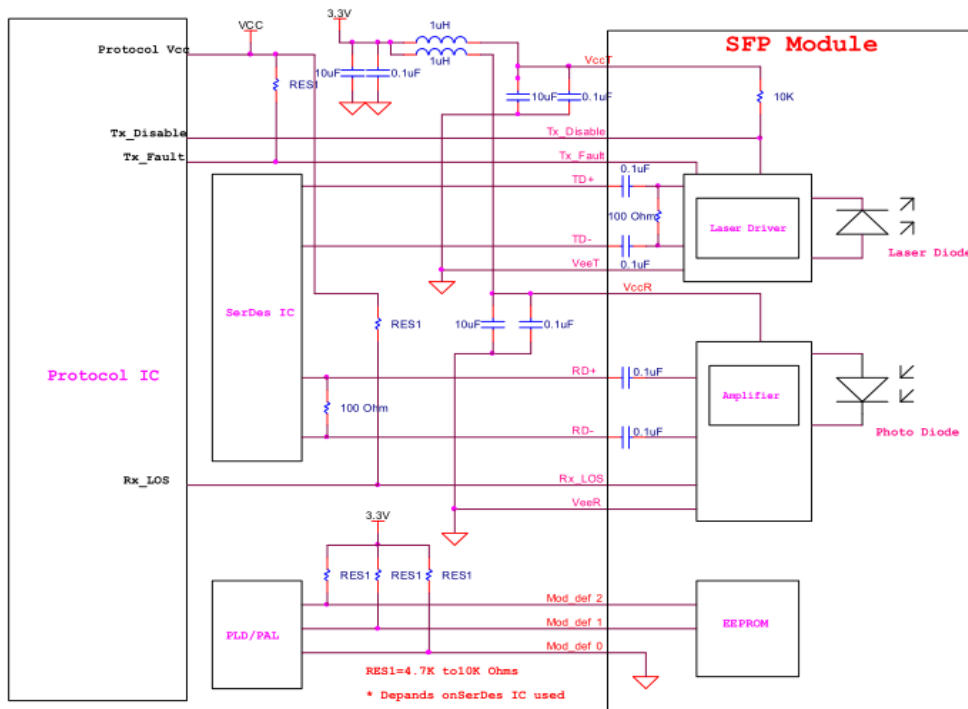 3.3V
VCC
1uH
SFP Module
Protocol Vcc
1uH
VccT
10uF
0.1uF
RES1
10uF
0.1uF
10K
Tx_Disable
Tx_Disable
Tx_Fault
Tx_Fault
0.1uF
TD+
100 Ohm
Laser Driver
TD-
Laser Diode
VeeT
0.1uF
VccR
SerDes IC
RES1
10uF
0.1uF
Protocol IC
RD+
0.1uF
Amplifier
100 Ohm
RD-
0.1uF
Photo Diode
Rx_LOS
Rx_LOS
VeeR
3.3V
RES1
RES1
RES1
Mod_def 2
Mod_def 1
EEPROM
PLD/PAL
Mod_def 0
RES1=4.7K to10K Ohms
* Depands onSerDes IC used